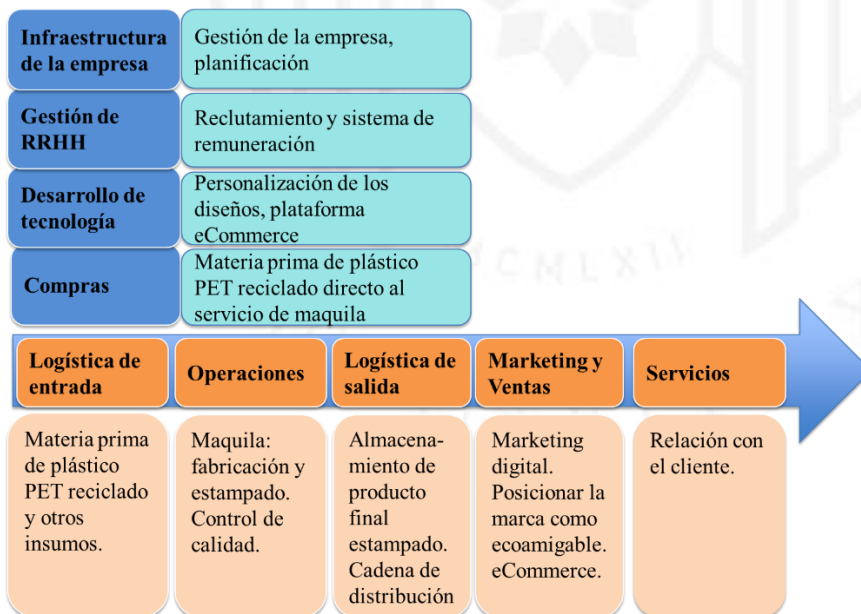 Infraestructura
de la empresa
Gestión de la empresa,
planificación
Gestión de
RRHH
Reclutamiento y sistema de
remuneración
Desarrollo de
tecnología
Personalización de los
diseños, plataforma
eCommerce
Compras
Materia prima de plástico
PET reciclado directo al
servicio de maquila
Logística de
entrada
Operaciones
Logística de
salida
Marketing y
Ventas
Servicios
Materia prima
de plástico
PET reciclado
y otros
insumos.
Maquila:
fabricación y
estampado.
Control de
calidad.
Almacena-
miento de
producto
final
estampado.
Cadena de
distribución
Marketing
digital.
Posicionar la
marca como
ecoamigable.
eCommerce.
Relación con
el cliente.